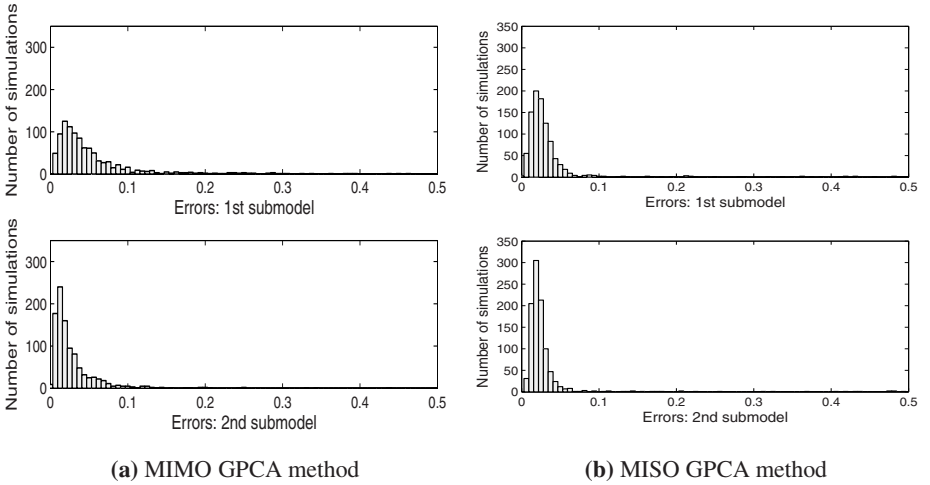 Number of simulations
300
200
100
0
0 0.1 0.2 0.3 0.4 0.5
Errors: 1st submodel
Number of simulations
300
200
100
0
0 0.1 0.2 0.3 0.4 0.5
Errors: 2nd submodel
(a) MIMO GPCA method
Number of simulations
350
300
250
200
150
100
50
0
0 0.1 0.2 0.3 0.4 0.5
Errors: 1st submodel
Number of simulations
350
300
250
200
150
100
50
0
0 0.1 0.2 0.3 0.4 0.5
Errors: 2nd submodel
(b) MISO GPCA method